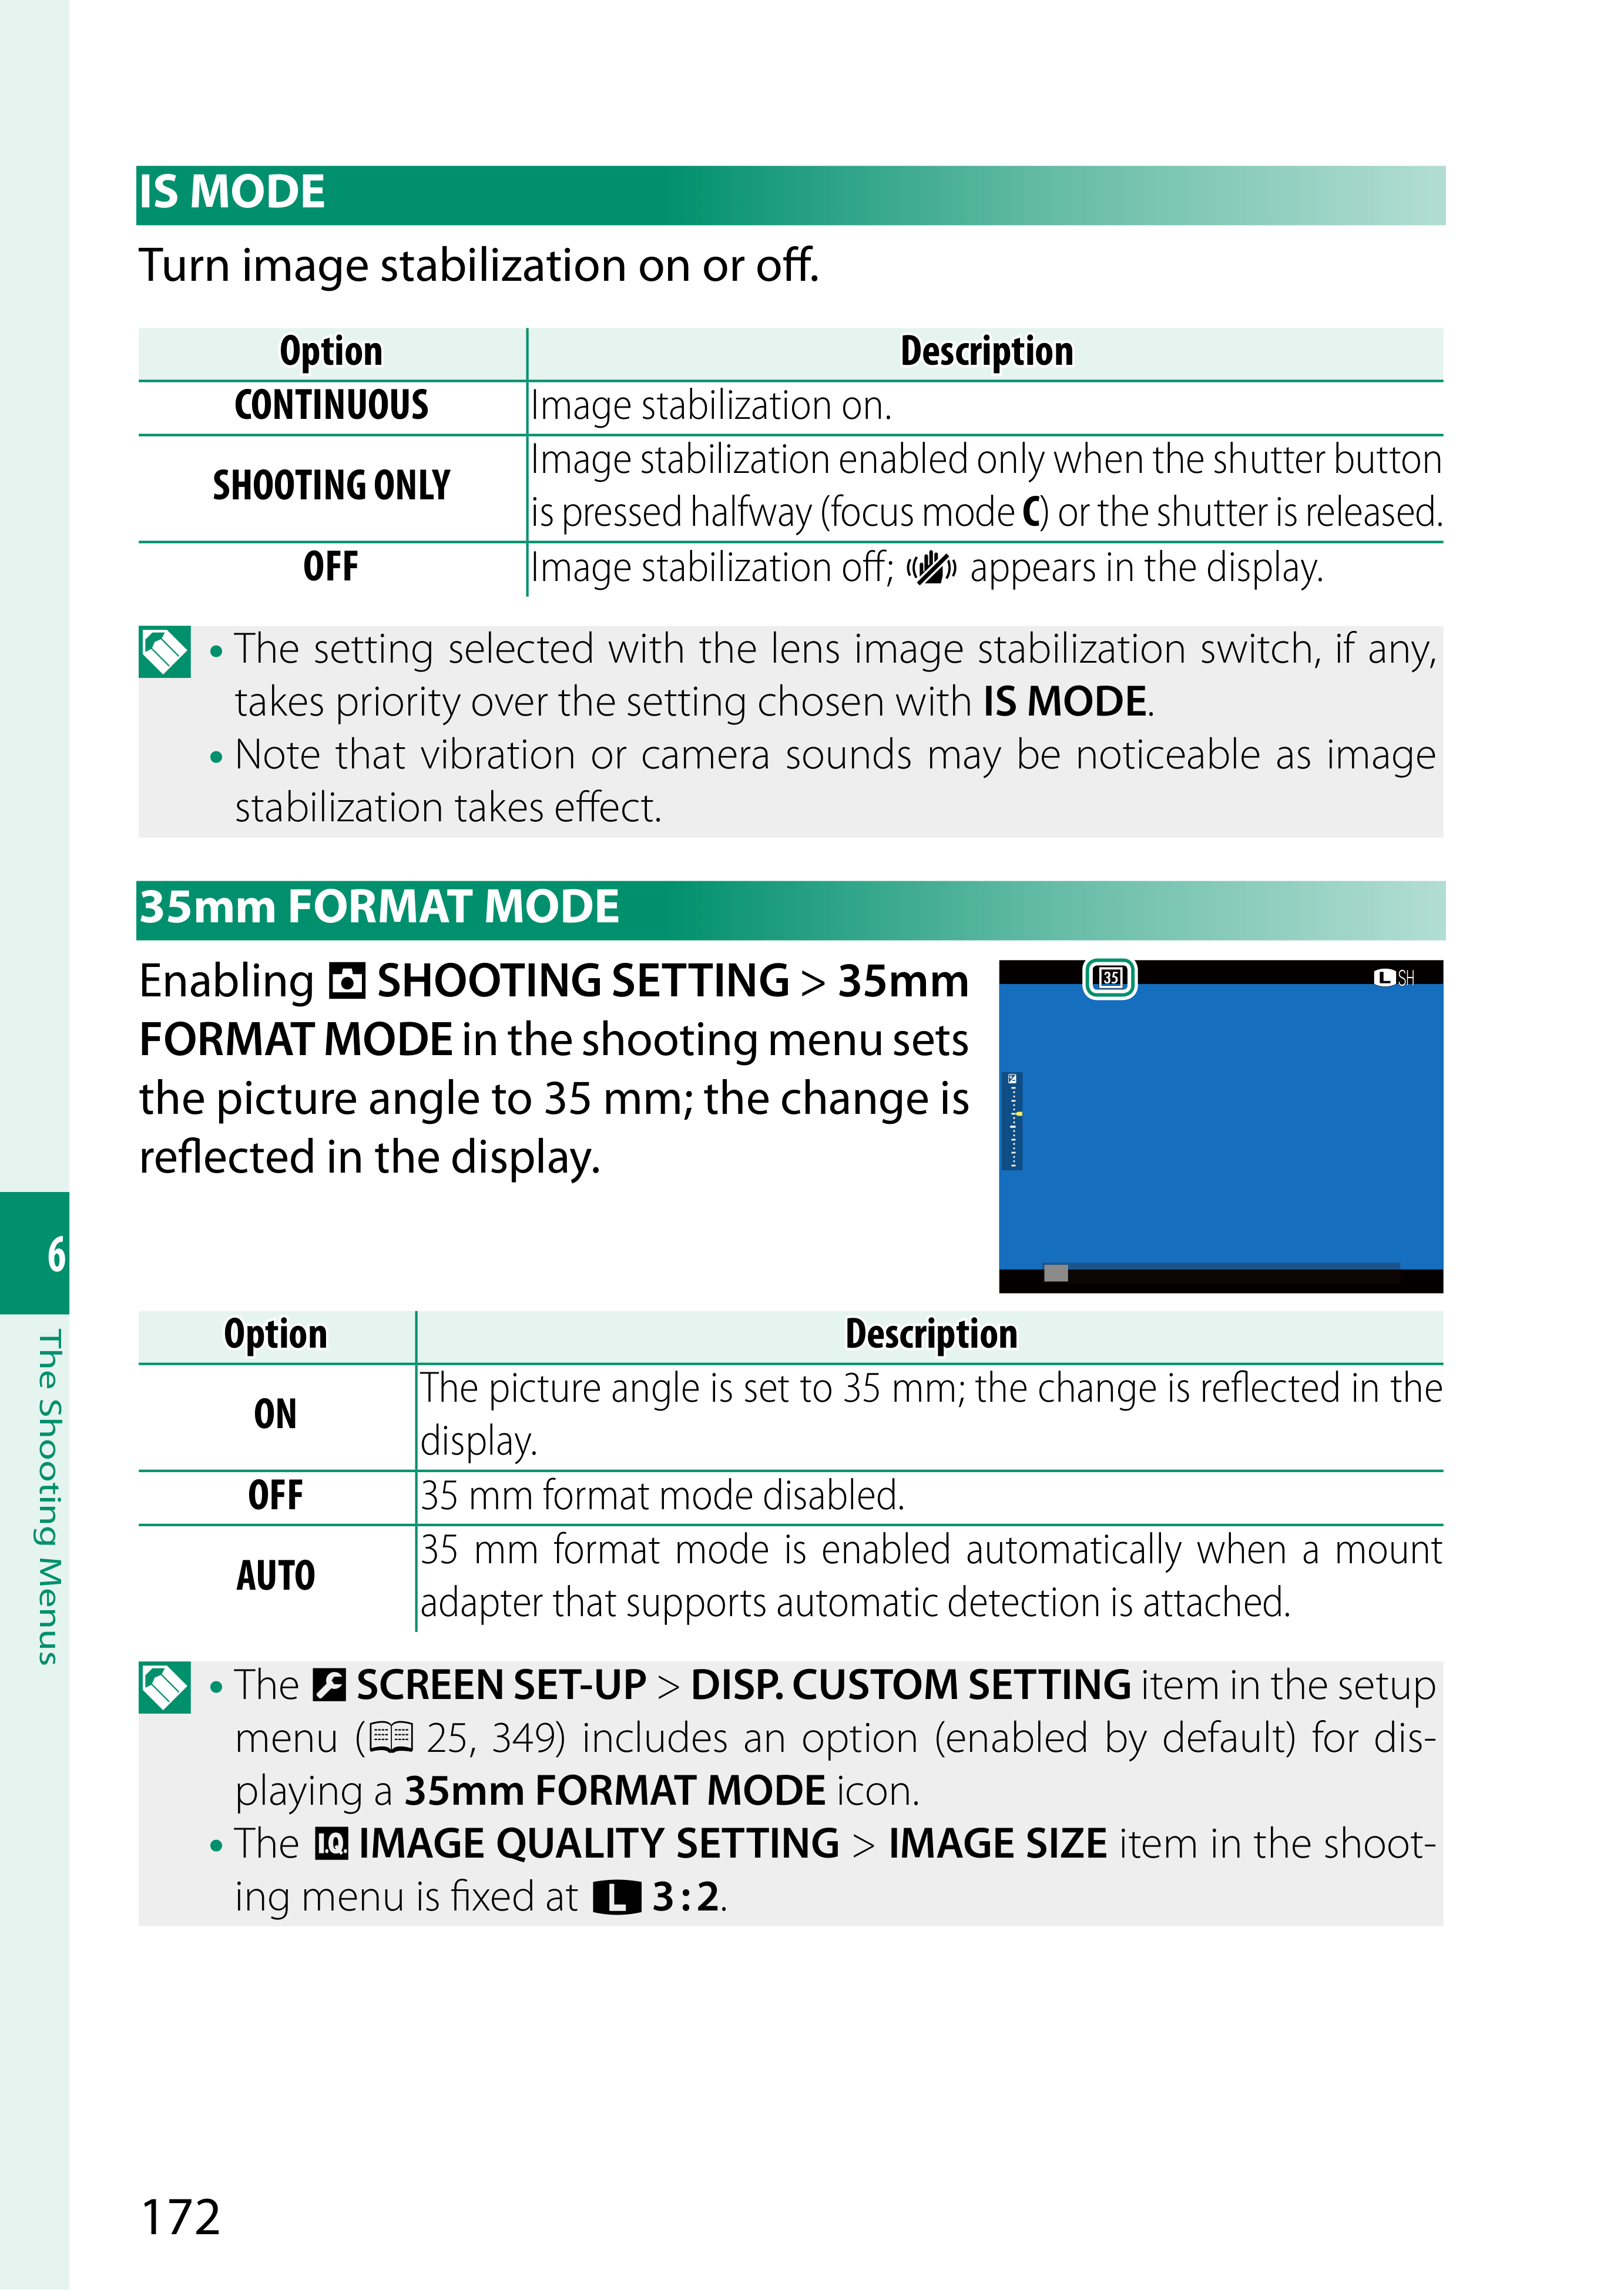 IS MODE
Turn image stabilization on or off.
Option Description
CONTINUOUS Image stabilization on.
SHOOTING ONLY Image stabilization enabled only when the shutter button
is pressed halfway (focus mode C) or the shutter is released.
OFF Image stabilization off; appears in the display.
• The setting selected with the lens image stabilization switch, if any,
takes priority over the setting chosen with IS MODE.
• Note that vibration or camera sounds may be noticeable as image
stabilization takes effect.
35mm FORMAT MODE
Enabling SHOOTING SETTING > 35mm
FORMAT MODE in the shooting menu sets
the picture angle to 35 mm; the change is
reflected in the display.
35 L SH
Option Description
ON The picture angle is set to 35 mm; the change is reflected in the
display.
OFF 35 mm format mode disabled.
AUTO 35 mm format mode is enabled automatically when a mount
adapter that supports automatic detection is attached.
• The SCREEN SET-UP > DISP. CUSTOM SETTING item in the setup
menu ( 25, 349) includes an option (enabled by default) for dis-
playing a 35mm FORMAT MODE icon.
• The I.Q. IMAGE QUALITY SETTING > IMAGE SIZE item in the shoot-
ing menu is fixed at L 3:2.
6
The Shooting Menus
172